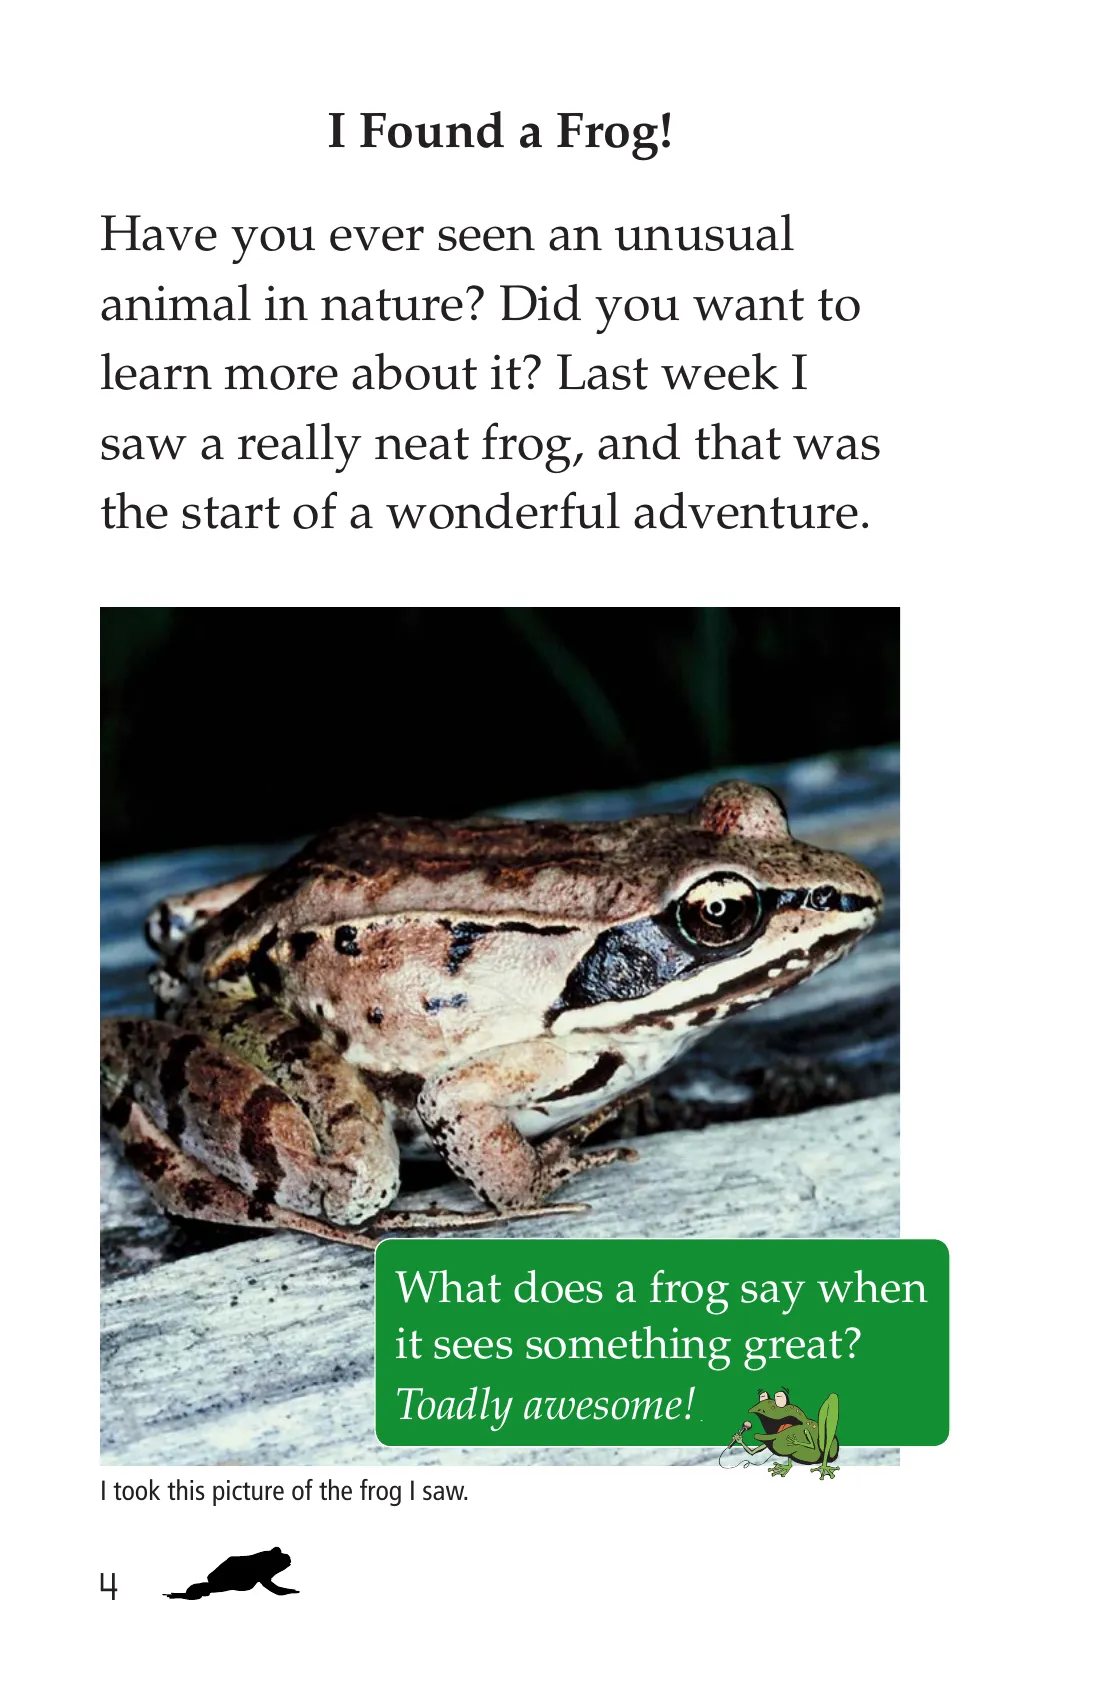 I Found a Frog!
Have you ever seen an unusual
animal in nature? Did you want to
learn more about it? Last week I
saw a really neat frog, and that was
the start of a wonderful adventure.
What does a frog say when
it sees something great?
Toadly awesome!
I took this picture of the frog I saw.
4